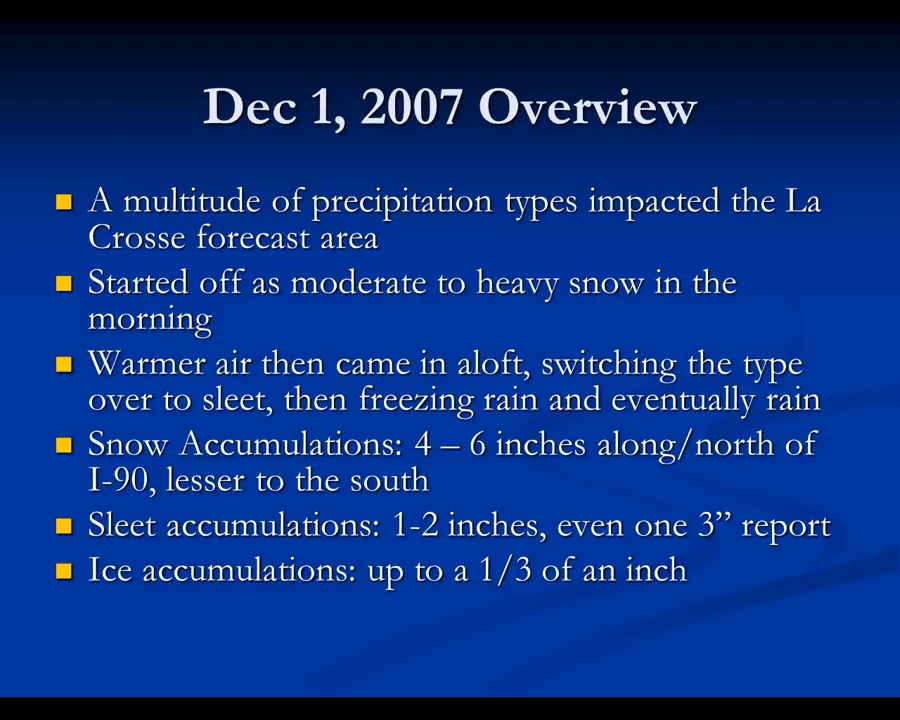 Dec 1, 2007 Overview
A multitude of precipitation types impacted the La
Crosse forecast area
Started off as moderate to heavy snow in the
morning
Warmer air then came in aloft, switching the type
over to sleet, then freezing rain and eventually rain
Snow Accumulations: 4 – 6 inches along/north of
I-90, lesser to the south
Sleet accumulations: 1-2 inches, even one 3” report
Ice accumulations: up to a 1/3 of an inch